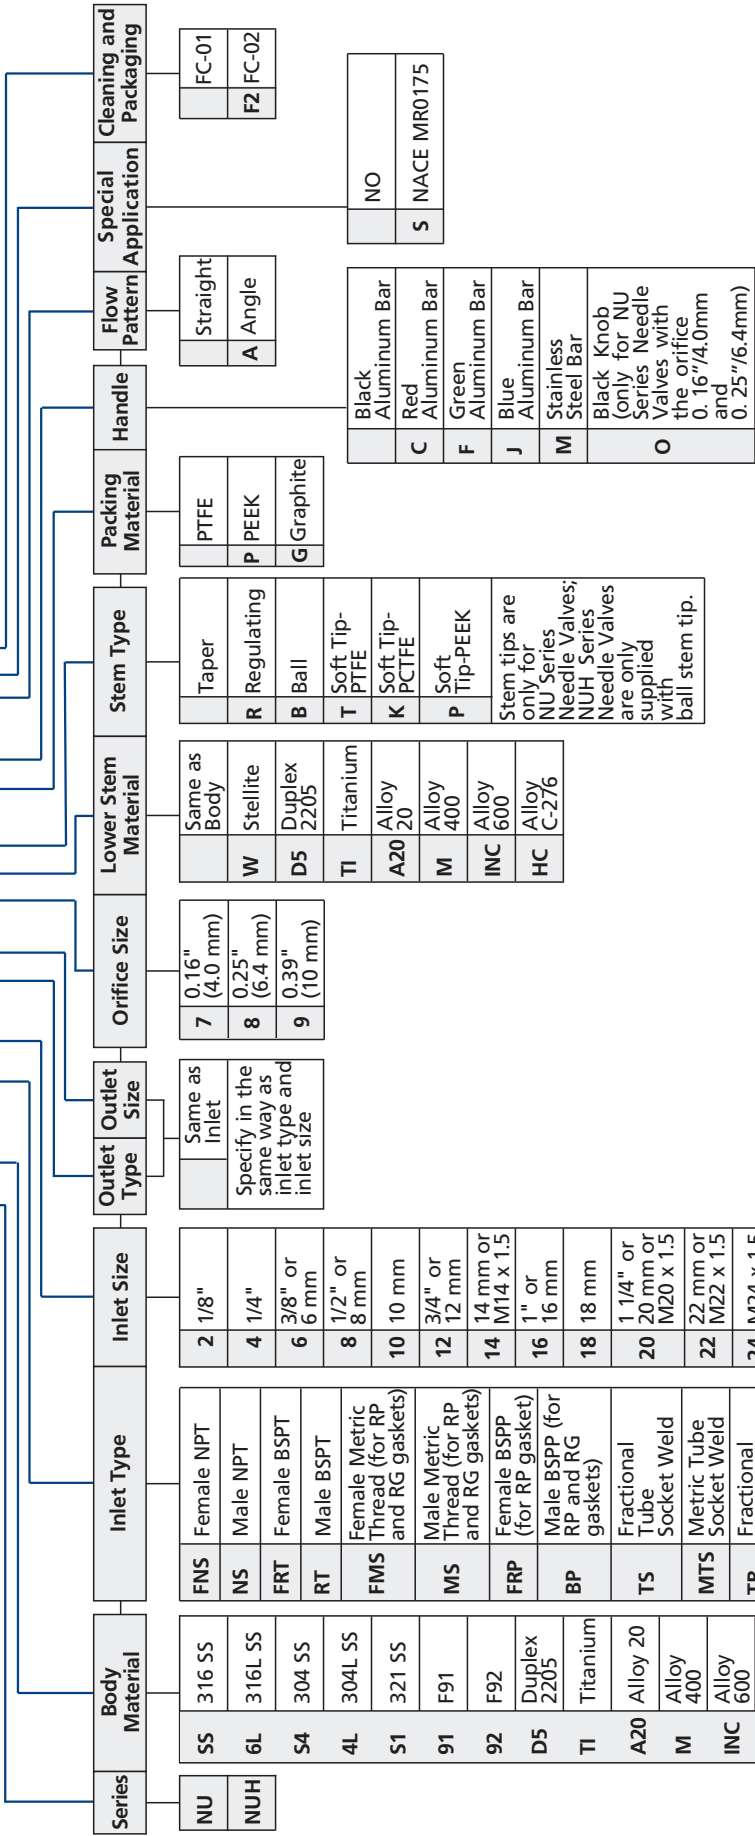 Series
NU
NUH
Body
Material
SS 316 SS
6L 316L SS
S4 304 SS
4L 304L SS
S1 321 SS
91 F91
92 F92
D5 Duplex
2205
TI Titanium
A20 Alloy 20
M Alloy
400
INC Alloy
600
Inlet Type
FNS Female NPT
NS Male NPT
FRT Female BSPT
RT Male BSPT
FMS Female Metric
Thread (for RP
and RG gaskets)
MS Male Metric
Thread (for RP
and RG gaskets)
FRP Female BSPP
(for RP gasket)
BP Male BSPP (for
RP and RG
gaskets)
TS Fractional
Tube
Socket Weld
MTS Metric Tube
Socket Weld
TB Fractional
Inlet Size
2 1/8"
4 1/4"
6 3/8" or
6 mm
8 1/2" or
8 mm
10 10 mm
12 3/4" or
12 mm
14 14 mm or
M14 x 1.5
16 1" or
16 mm
18 18 mm
20 1 1/4" or
20 mm or
M20 x 1.5
22 22 mm or
M22 x 1.5
24 M24 x 1.5
Outlet
Type
Outlet
Size
Same as
Inlet
Specify in the
same way as
inlet type and
inlet size
Orifice Size
7 0.16"
(4.0 mm)
8 0.25"
(6.4 mm)
9 0.39"
(10 mm)
Lower Stem
Material
Same as
Body
W Stellite
D5 Duplex
2205
TI Titanium
A20 Alloy
20
M Alloy
400
INC Alloy
600
HC Alloy
C-276
Stem Type
Taper
R Regulating
B Ball
T Soft Tip-
PTFE
K Soft Tip-
PCTFE
P Soft
Tip-PEEK
Stem tips are
only for
NU Series
Needle Valves;
NUH Series
Needle Valves
are only
supplied
with
ball stem tip.
Packing
Material
PTFE
P PEEK
G Graphite
Handle
Black
Aluminum Bar
C Red
Aluminum Bar
F Green
Aluminum Bar
J Blue
Aluminum Bar
M Stainless
Steel Bar
O Black Knob
(only for NU
Series Needle
Valves with
the orifice
0. 16"/4.0mm
and
0. 25"/6.4mm)
Flow
Pattern
Straight
A Angle
Special
Application
NO
S NACE MR0175
Cleaning and
Packaging
FC-01
F2 FC-02